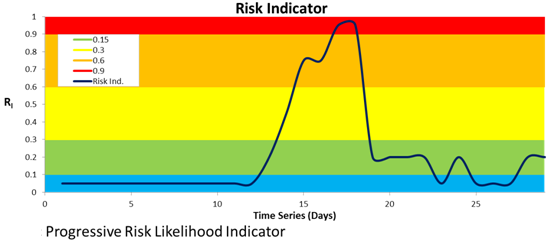 Risk Indicator
1
0.9
0.8
0.7
0.6
0.5
0.4
0.3
0.2
0.1
0
R_I
0.15
0.3
0.6
0.9
Risk Ind.
0 5 10 15 20 25
Time Series (Days)
Progressive Risk Likelihood Indicator